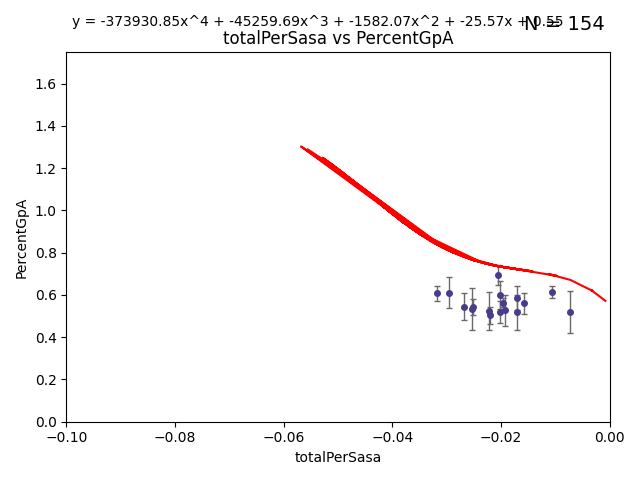 y = -373930.85x^4 + -45259.69x^3 + -1582.07x^2 + -25.57x + 0.55
N = 154
totalPerSasa vs PercentGpA
PercentGpA
1.6
1.4
1.2
1.0
0.8
0.6
0.4
0.2
0.0
−0.10 −0.08 −0.06 −0.04 −0.02 0.00
totalPerSasa